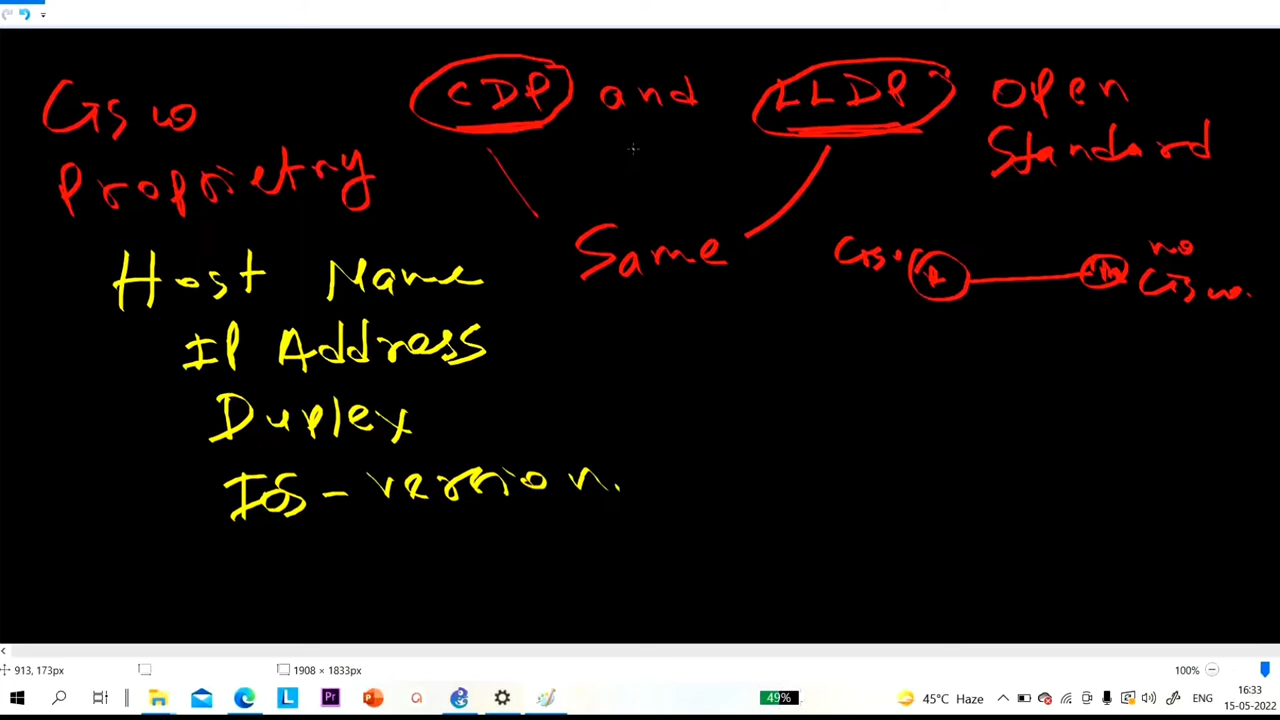 CDP and LLDP open
Standard
Cisco
Proprietry
Same
Cisco R no
Cisco.
Host Name
IP Address
Duplex
IOS - version.
913, 173px
1908 × 1833px
100%
49%
45°C Haze
ENG
16:33
15-05-2022